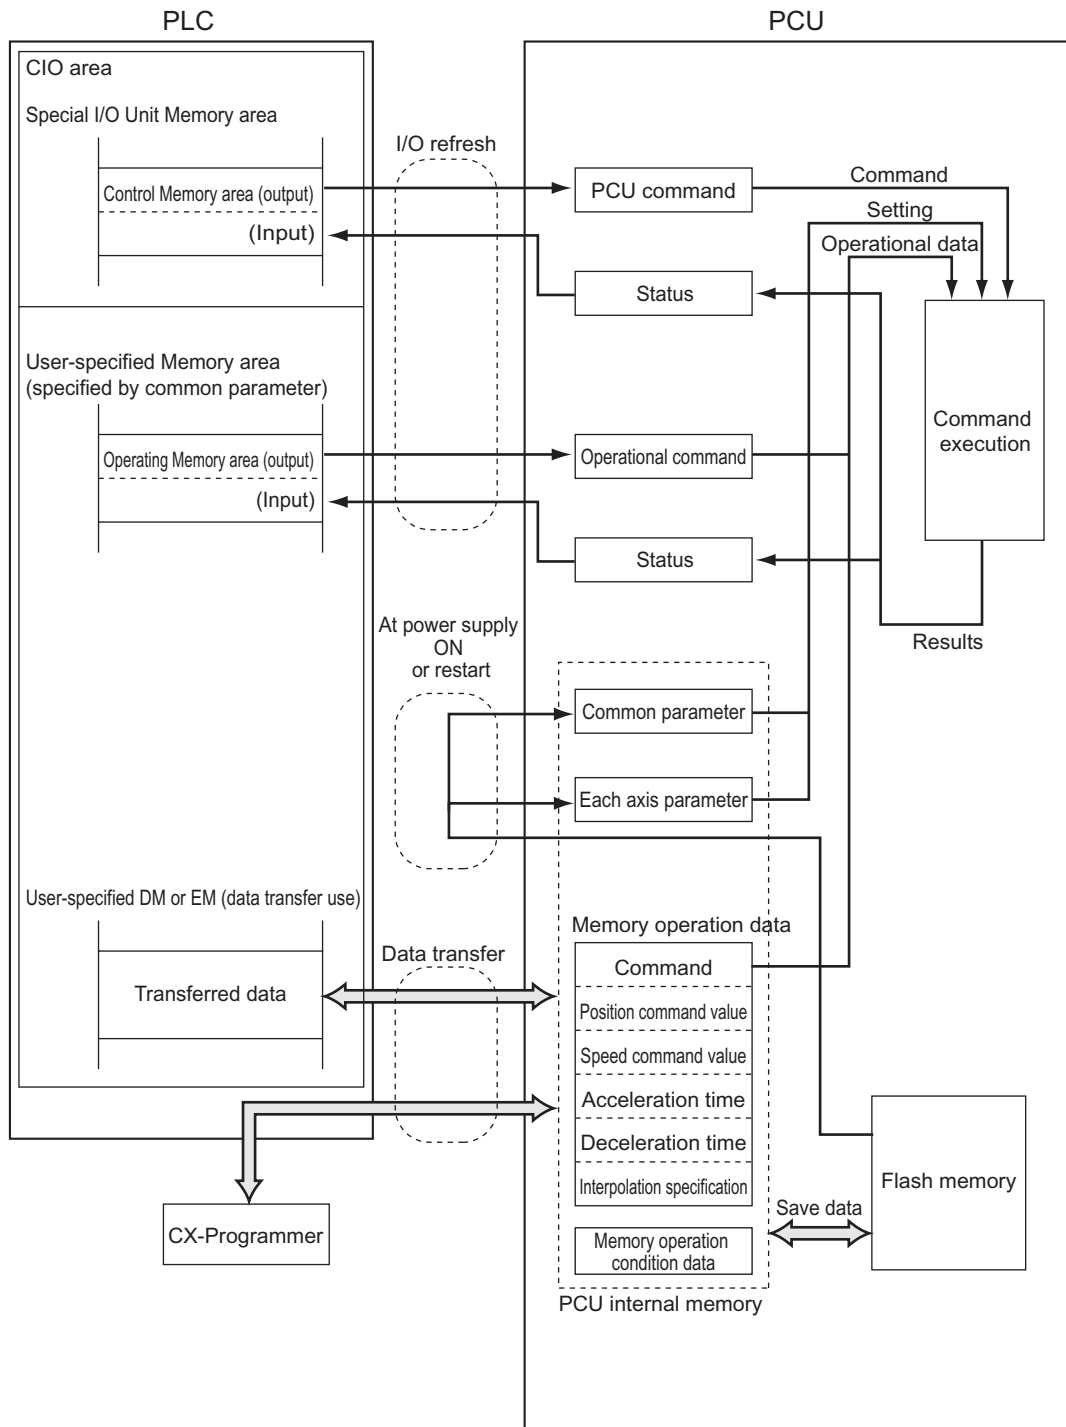 PLC
PCU
CIO area
Special I/O Unit Memory area
I/O refresh
Control Memory area (output)
(Input)
PCU command
Command
Setting
Operational data
Status
User-specified Memory area
(specified by common parameter)
Operating Memory area (output)
(Input)
Operational command
Command
execution
Status
Results
At power supply
ON
or restart
Common parameter
Each axis parameter
User-specified DM or EM (data transfer use)
Data transfer
Transferred data
Memory operation data
Command
Position command value
Speed command value
Acceleration time
Deceleration time
Interpolation specification
Memory operation
condition data
PCU internal memory
Save data
Flash memory
CX-Programmer